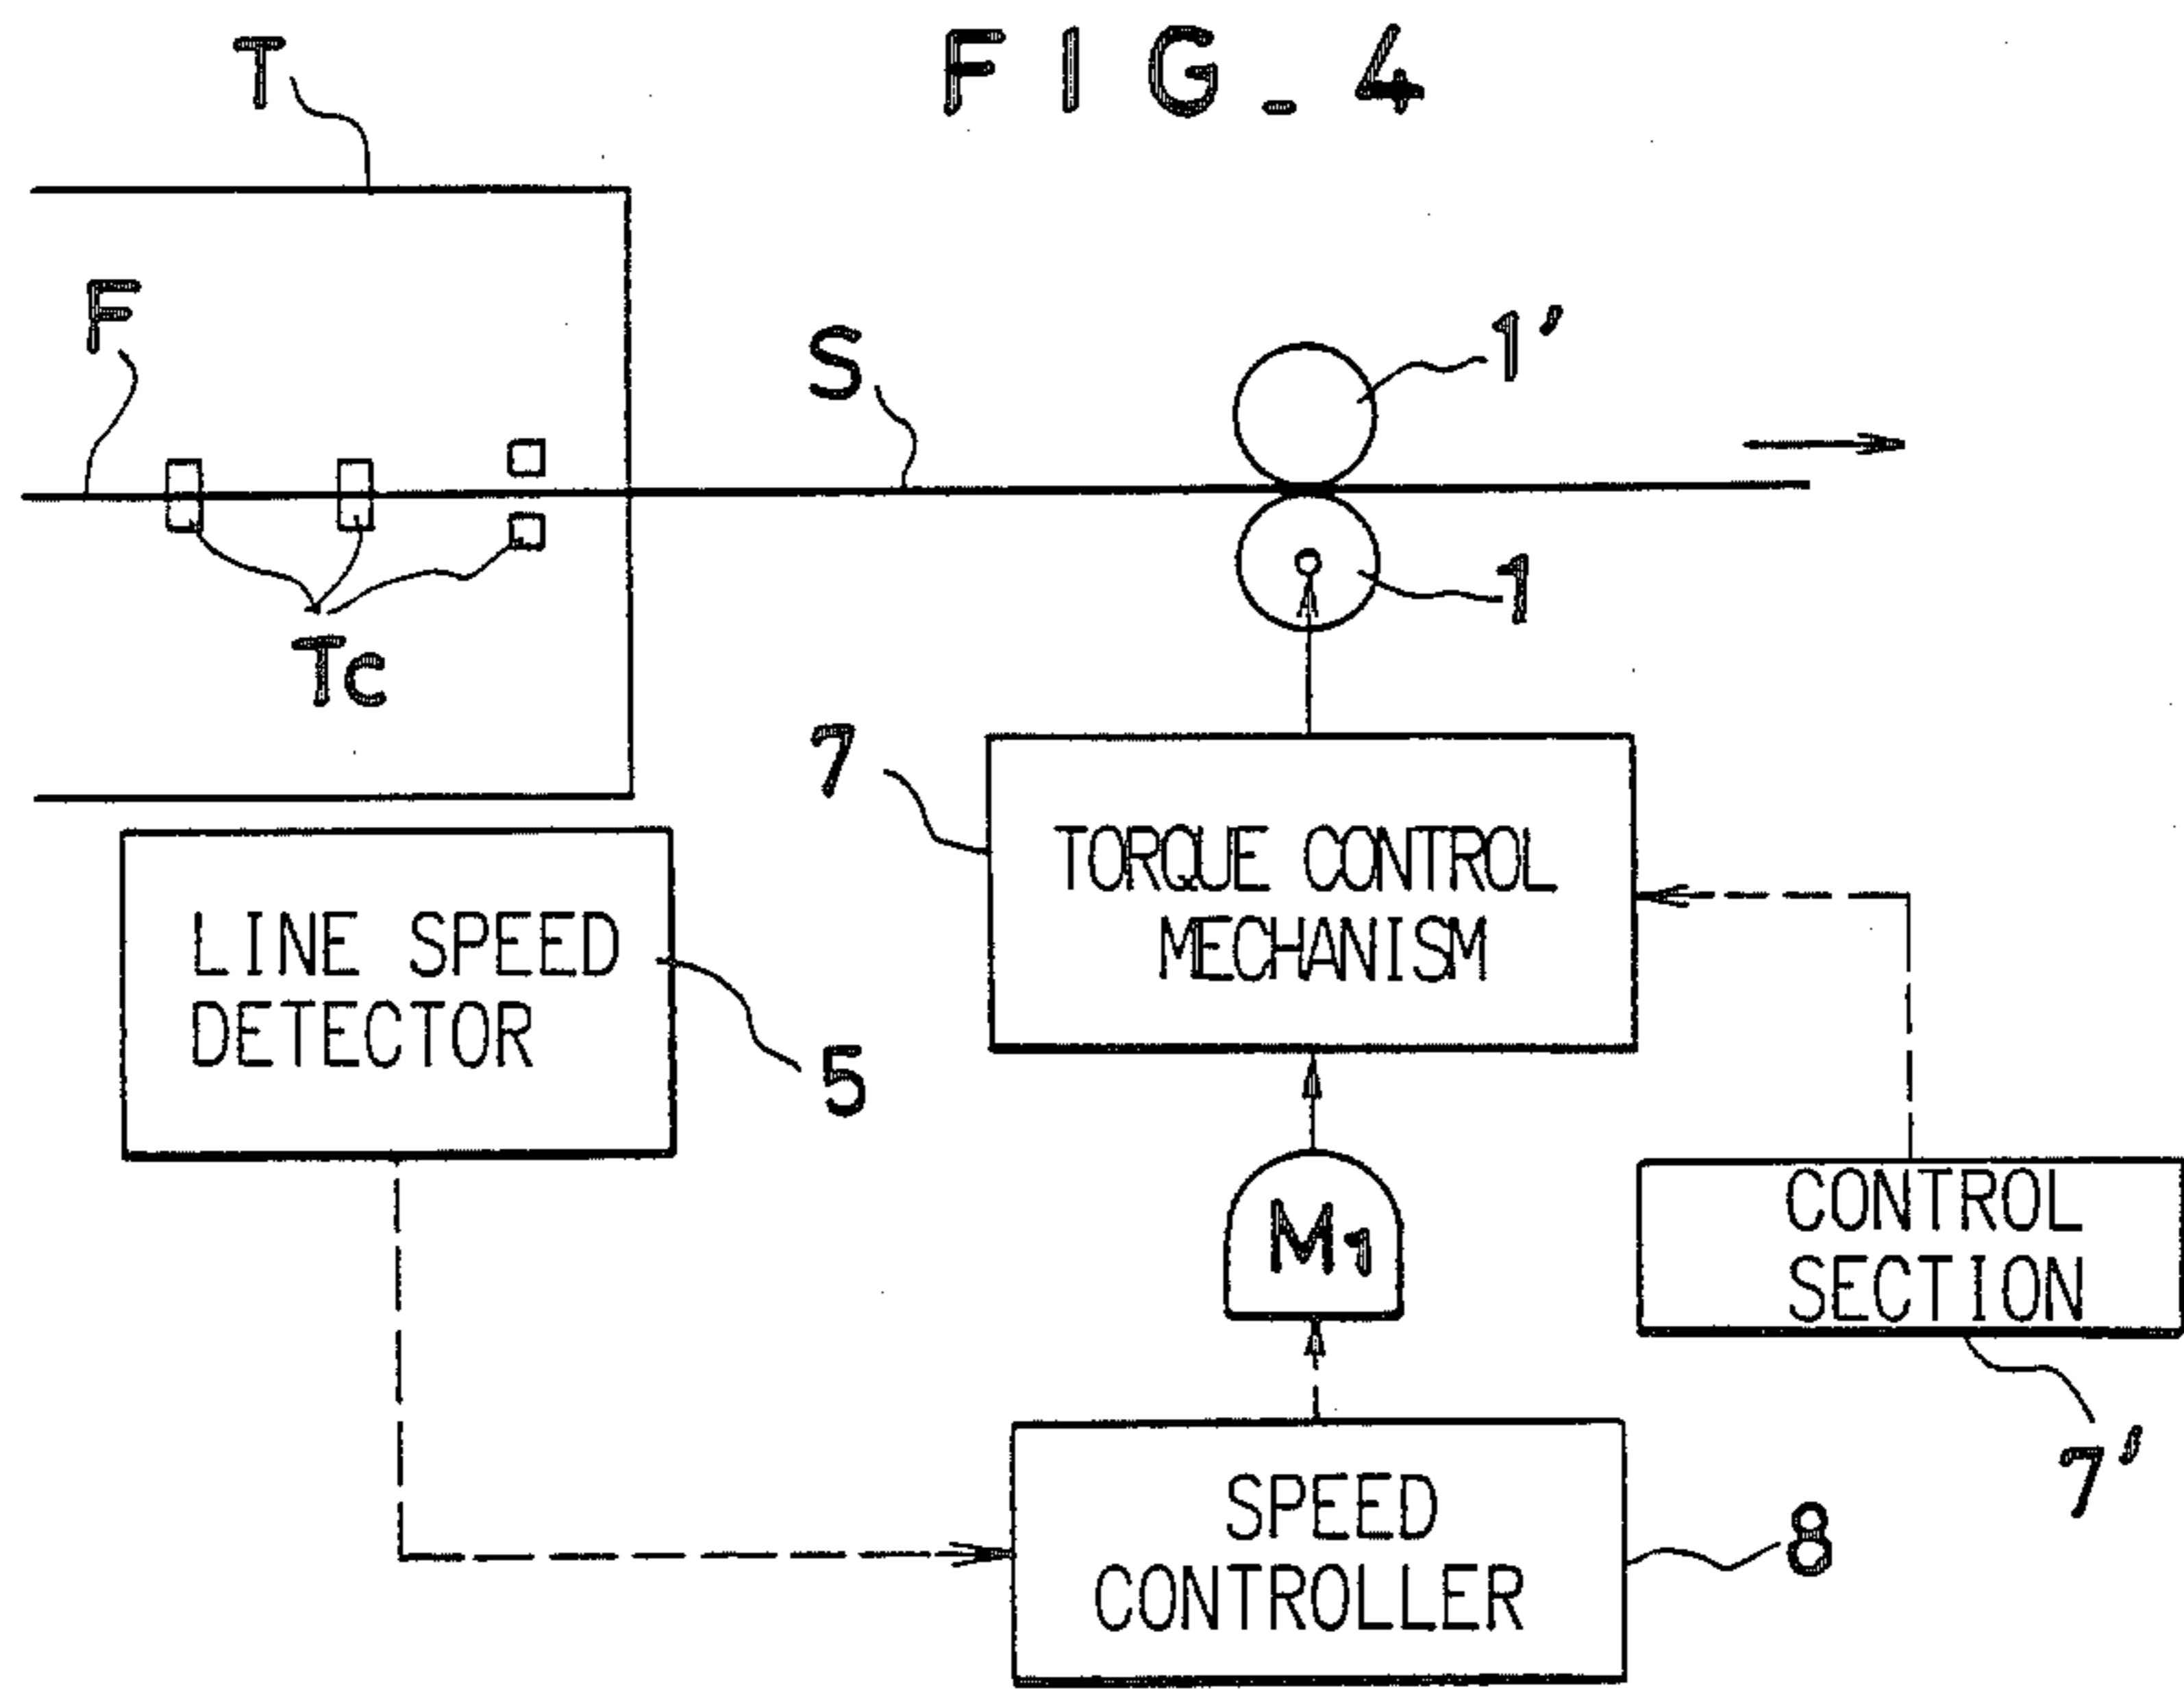 FIG_4
T
F
S
1'
1
Tc
7
TORQUE CONTROL
MECHANISM
LINE SPEED
DETECTOR
5
M1
CONTROL
SECTION
7'
SPEED
CONTROLLER
8